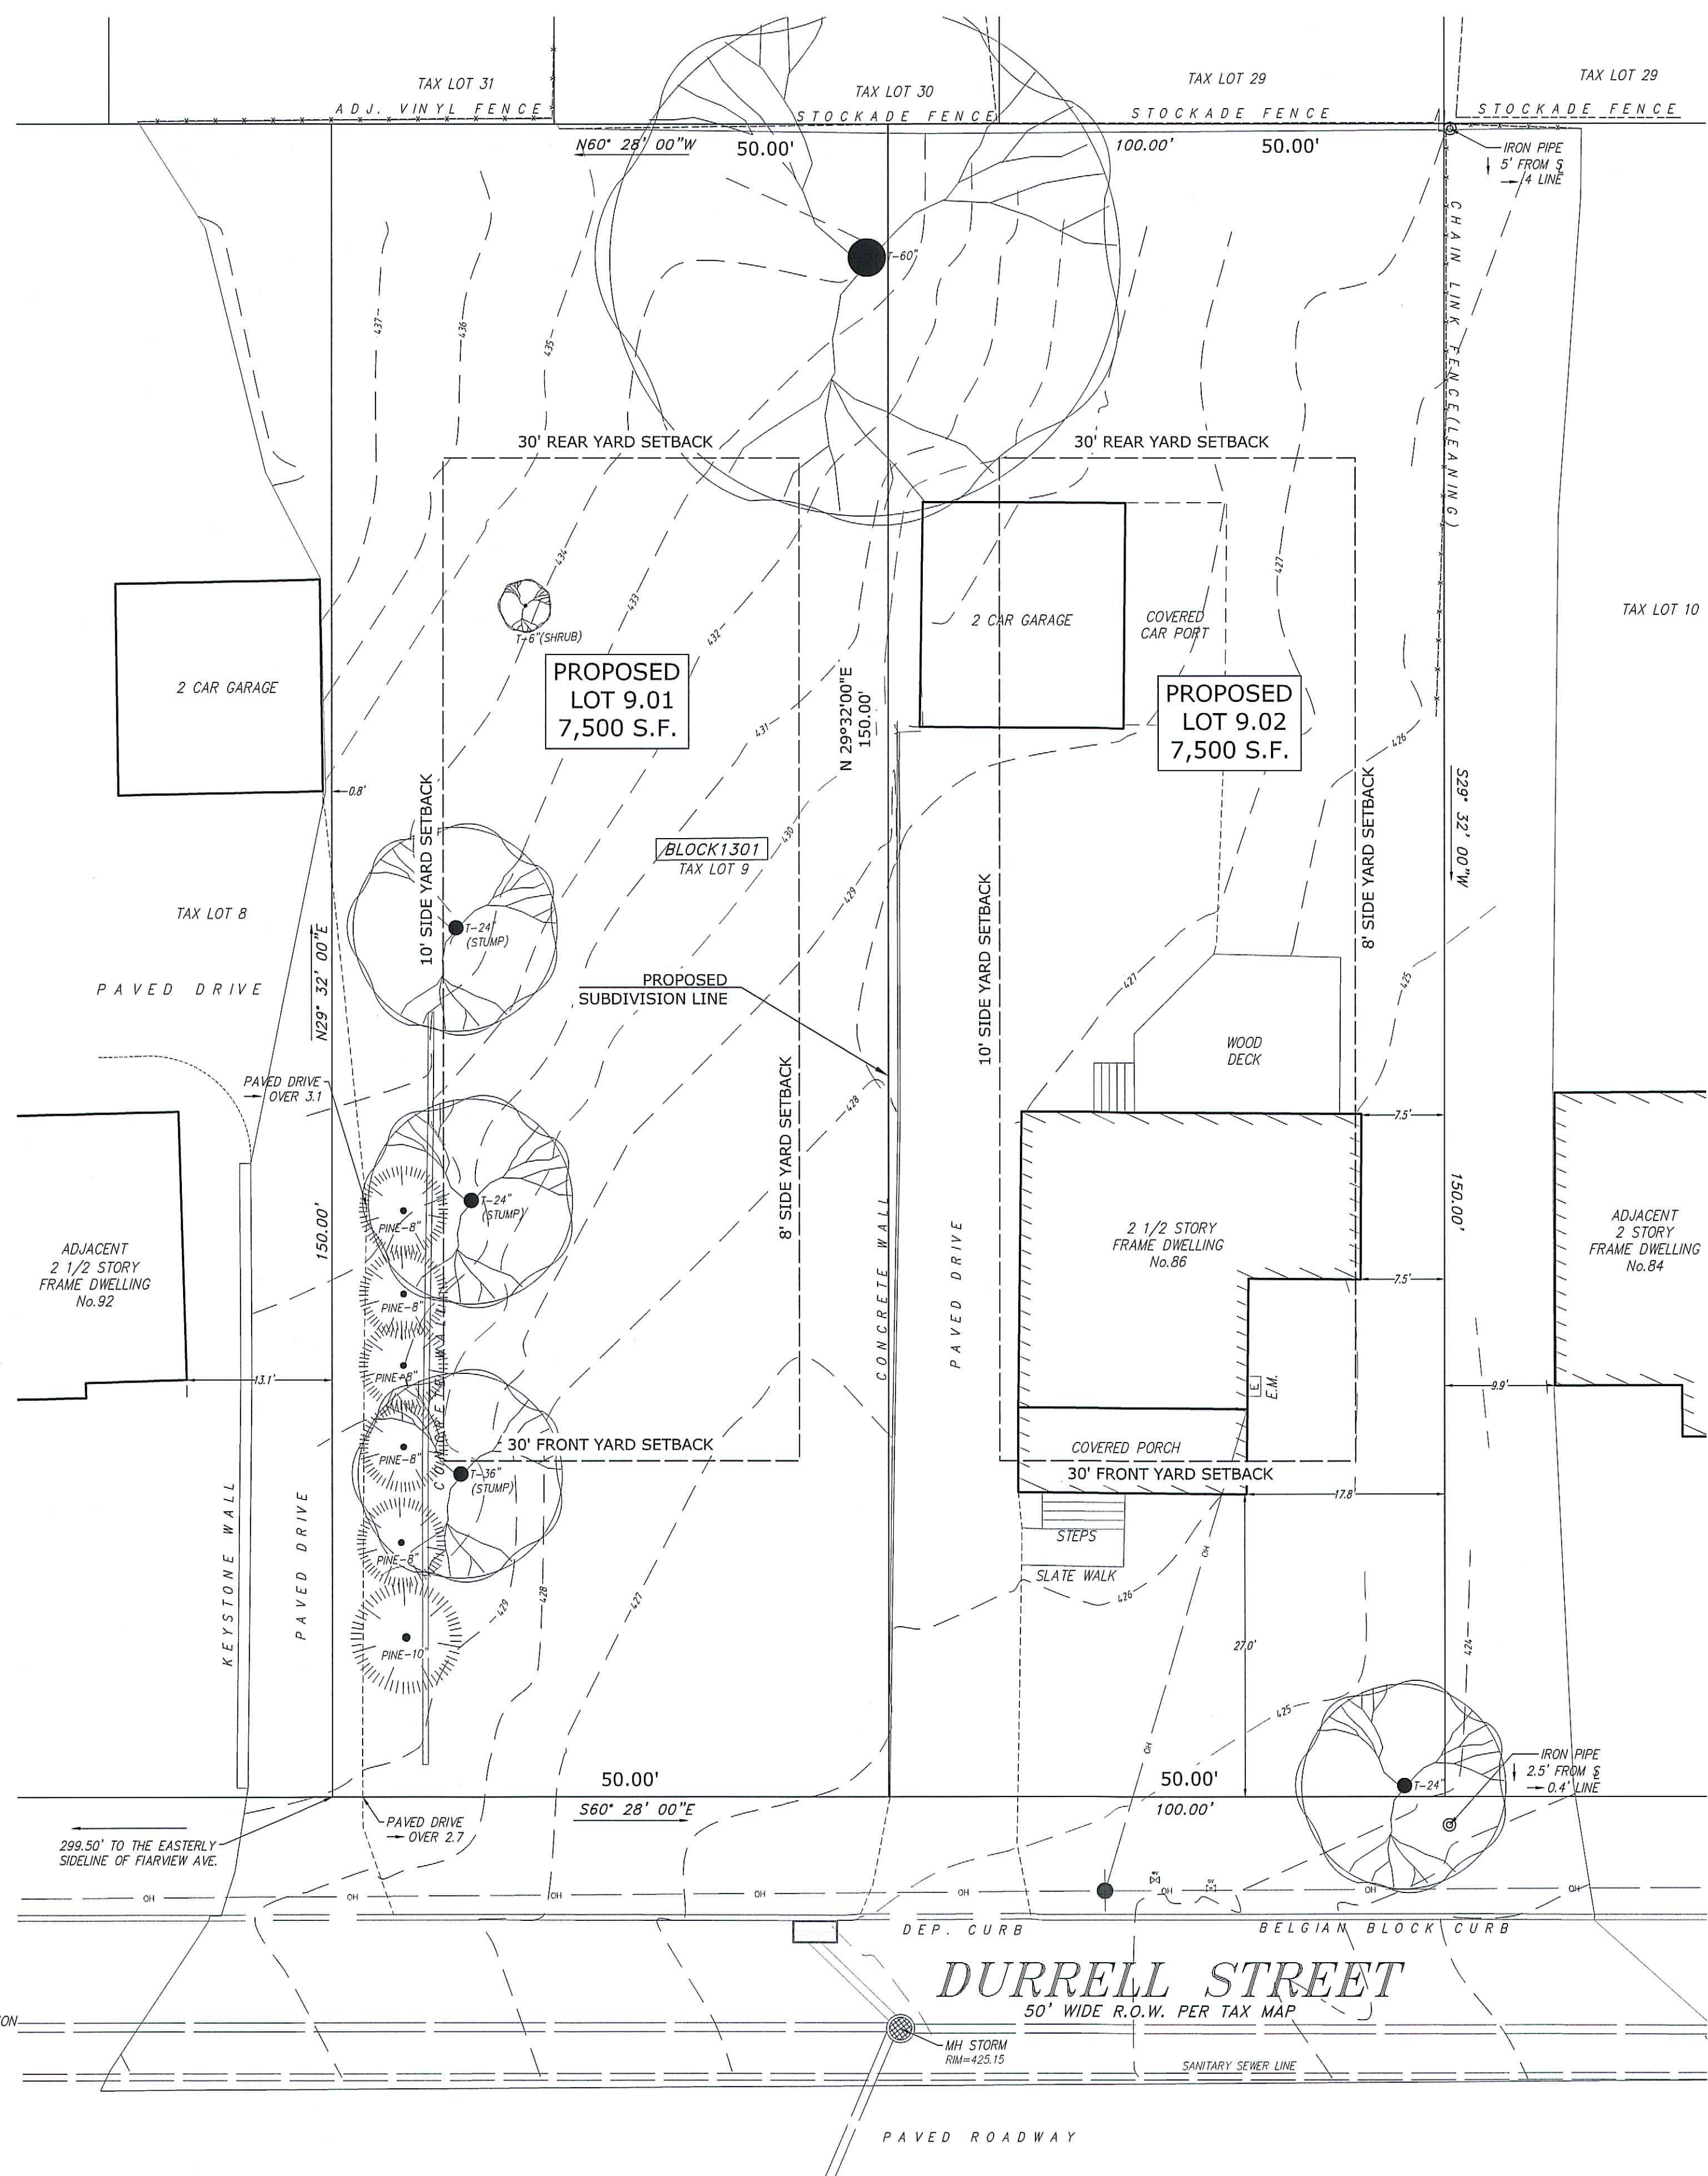 TAX LOT 31
TAX LOT 30
TAX LOT 29
TAX LOT 29
ADJ. VINYL FENCE
STOCKADE FENCE
STOCKADE FENCE
STOCKADE FENCE
N60° 28' 00"W
50.00'
100.00'
50.00'
IRON PIPE
5' FROM
.4 LINE
CHAIN LINK FENCE(LEANING)
T-60"
437
436
435
30' REAR YARD SETBACK
30' REAR YARD SETBACK
434
433
432
431
430
429
428
427
426
T-6"(SHRUB)
2 CAR GARAGE
COVERED
CAR PORT
TAX LOT 10
2 CAR GARAGE
PROPOSED
LOT 9.01
7,500 S.F.
N 29°32'00"E
150.00'
PROPOSED
LOT 9.02
7,500 S.F.
0.8'
10' SIDE YARD SETBACK
8' SIDE YARD SETBACK
S29° 32' 00"W
BLOCK1301
TAX LOT 9
TAX LOT 8
T-24"
(STUMP)
10' SIDE YARD SETBACK
PAVED DRIVE
N29° 32' 00"E
PROPOSED
SUBDIVISION LINE
427
425
WOOD
DECK
PAVED DRIVE
OVER 3.1
8' SIDE YARD SETBACK
7.5'
150.00'
150.00'
T-24"
(STUMP)
PINE-8"
PINE-8"
PINE-8"
PINE-8"
PINE-8"
PINE-10"
CONCRETE WALL
CONCRETE WALL
PAVED DRIVE
2 1/2 STORY
FRAME DWELLING
No.86
7.5'
ADJACENT
2 STORY
FRAME DWELLING
No.84
ADJACENT
2 1/2 STORY
FRAME DWELLING
No.92
13.1'
E
E.M.
9.9'
30' FRONT YARD SETBACK
COVERED PORCH
30' FRONT YARD SETBACK
T-36"
(STUMP)
17.8'
STEPS
SLATE WALK
KEYSTONE WALL
PAVED DRIVE
429
428
427
426
OH
27.0'
424
425
OH
IRON PIPE
2.5' FROM
0.4' LINE
T-24"
50.00'
50.00'
S60° 28' 00"E
100.00'
PAVED DRIVE
OVER 2.7
299.50' TO THE EASTERLY
SIDELINE OF FIARVIEW AVE.
OH
OH
OH
OH
OH
OH
OH
OH
DEP. CURB
BELGIAN BLOCK CURB
DURRELL STREET
50' WIDE R.O.W. PER TAX MAP
ON
MH STORM
RIM=425.15
SANITARY SEWER LINE
PAVED ROADWAY